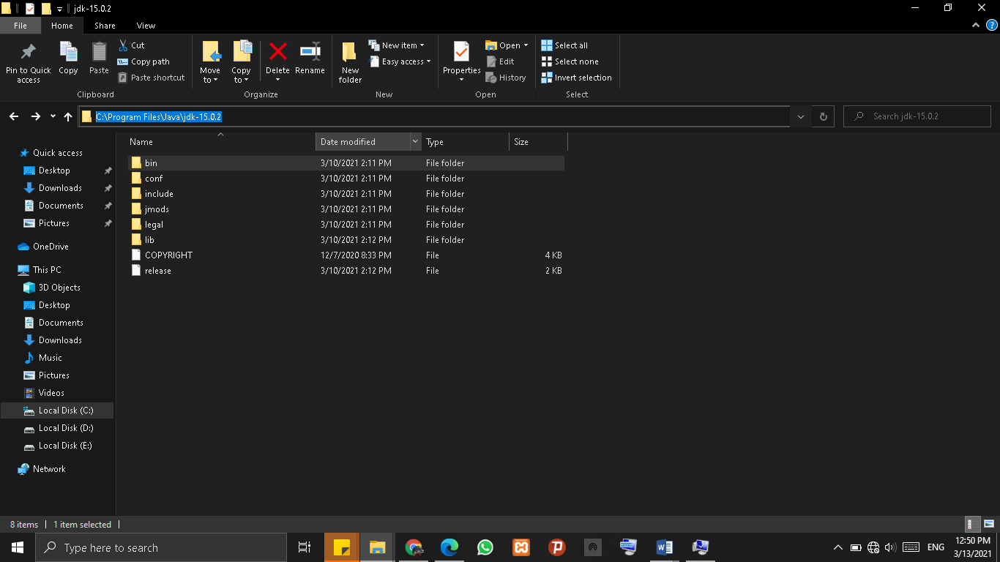 jdk-15.0.2
File Home Share View
Pin to Quick access
Copy
Paste
Cut
Copy path
Paste shortcut
Clipboard
Move to
Copy to
Delete
Rename
Organize
New folder
New item
Easy access
New
Properties
Open
Edit
History
Open
Select all
Select none
Invert selection
Select
C:\Program Files\Java\jdk-15.0.2
Search jdk-15.0.2
Name Date modified Type Size
bin 3/10/2021 2:11 PM File folder
conf 3/10/2021 2:11 PM File folder
include 3/10/2021 2:11 PM File folder
jmods 3/10/2021 2:11 PM File folder
legal 3/10/2021 2:11 PM File folder
lib 3/10/2021 2:12 PM File folder
COPYRIGHT 12/7/2020 8:33 PM File 4 KB
release 3/10/2021 2:12 PM File 2 KB
Quick access
Desktop
Downloads
Documents
Pictures
OneDrive
This PC
3D Objects
Desktop
Documents
Downloads
Music
Pictures
Videos
Local Disk (C:)
Local Disk (D:)
Local Disk (E:)
Network
8 items 1 item selected
Type here to search
ENG
12:50 PM
3/13/2021